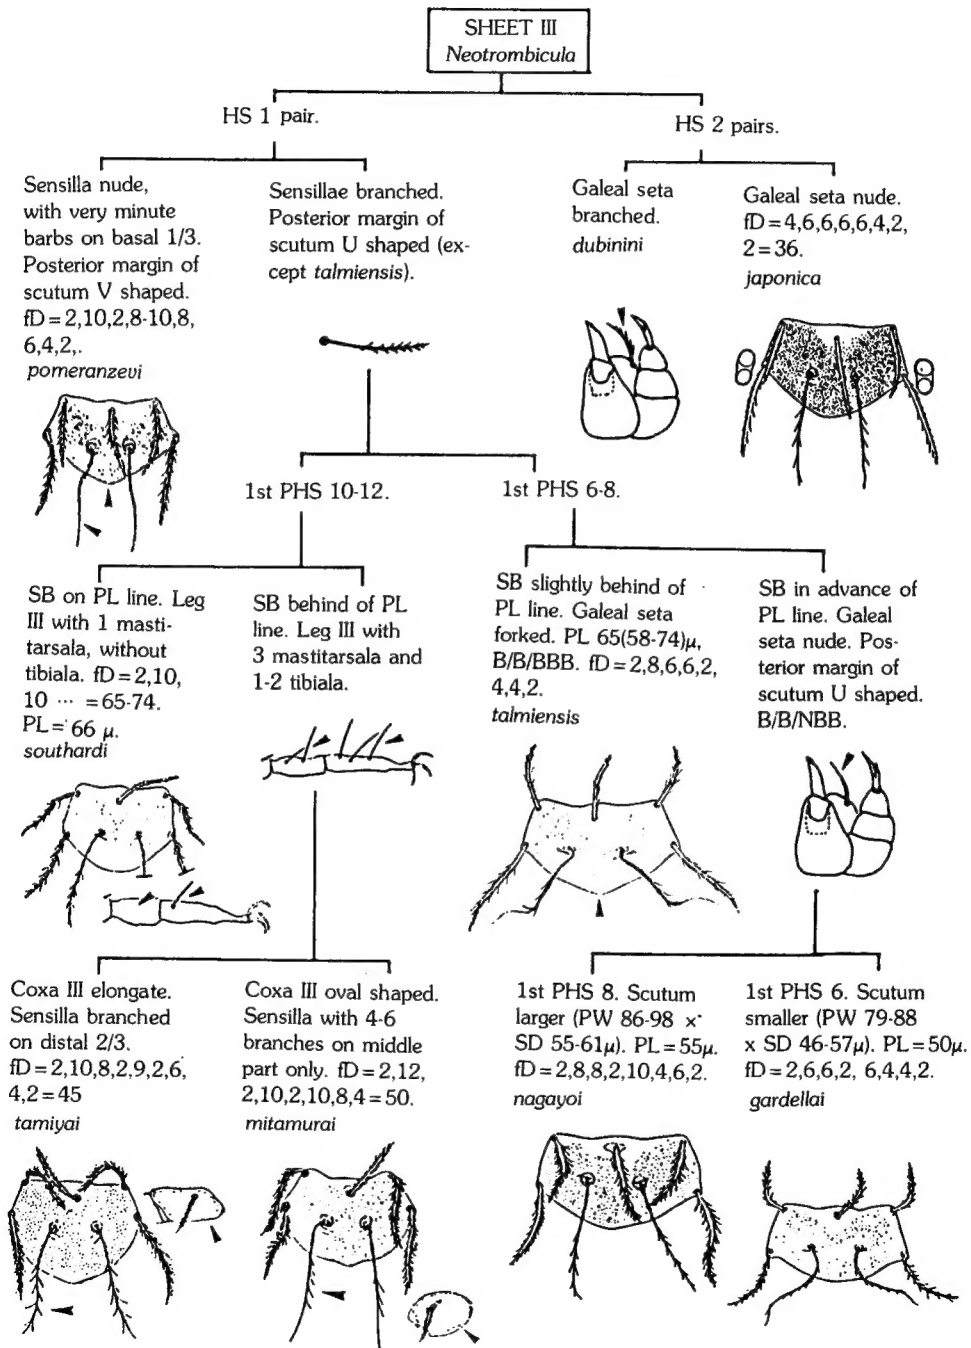 SHEET III
Neotrombicula
HS 1 pair.
HS 2 pairs.
Sensilla nude,
with very minute
barbs on basal 1/3.
Posterior margin of
scutum V shaped.
fD=2,10,2,8-10,8,
6,4,2,.
pomeranzevi
Sensillae branched.
Posterior margin of
scutum U shaped (ex-
cept talmiensis).
Galeal seta
branched.
dubinini
Galeal seta nude.
fD=4,6,6,6,6,4,2,
2=36.
japonica
1st PHS 10-12.
1st PHS 6-8.
SB on PL line. Leg
III with 1 masti-
tarsala, without
tibiala. fD=2,10,
10 ··· =65-74.
PL= 66 μ.
southardi
SB behind of PL
line. Leg III with
3 mastitarsala and
1-2 tibiala.
SB slightly behind of
PL line. Galeal seta
forked. PL 65(58-74)μ,
B/B/BBB. fD=2,8,6,6,2,
4,4,2.
talmiensis
SB in advance of
PL line. Galeal
seta nude. Pos-
terior margin of
scutum U shaped.
B/B/NBB.
Coxa III elongate.
Sensilla branched
on distal 2/3.
fD=2,10,8,2,9,2,6,
4,2=45
tamiyai
Coxa III oval shaped.
Sensilla with 4-6
branches on middle
part only. fD=2,12,
2,10,2,10,8,4=50.
mitamurai
1st PHS 8. Scutum
larger (PW 86-98 x
SD 55-61μ). PL=55μ.
fD=2,8,8,2,10,4,6,2.
nagayoi
1st PHS 6. Scutum
smaller (PW 79-88
x SD 46-57μ). PL=50μ.
fD=2,6,6,2, 6,4,4,2.
gardellai